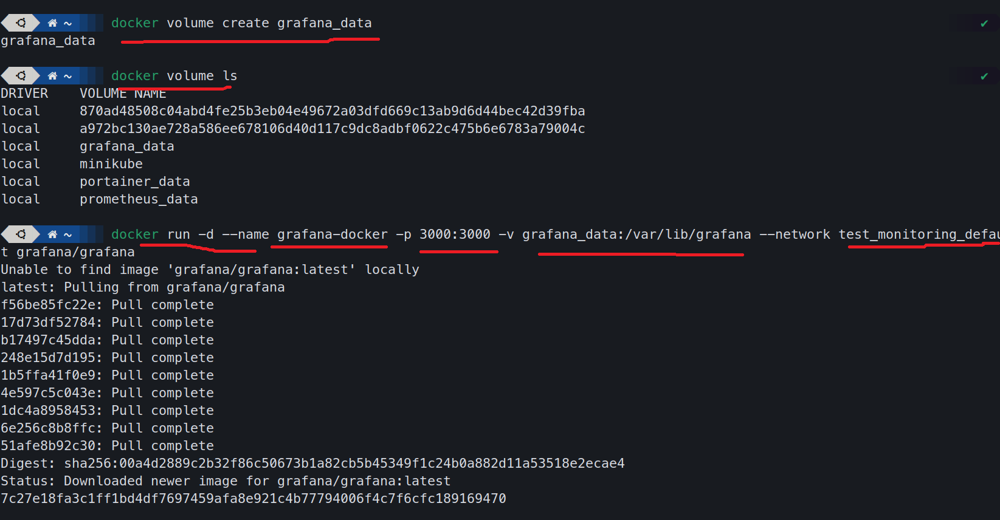 ~ docker volume create grafana_data ✔
grafana_data
~ docker volume ls ✔
DRIVER    VOLUME NAME
local     870ad48508c04abd4fe25b3eb04e49672a03dfd669c13ab9d6d44bec42d39fba
local     a972bc130ae728a586ee678106d40d117c9dc8adbf0622c475b6e6783a79004c
local     grafana_data
local     minikube
local     portainer_data
local     prometheus_data
~ docker run -d --name grafana-docker -p 3000:3000 -v grafana_data:/var/lib/grafana --network test_monitoring_defau
t grafana/grafana
Unable to find image 'grafana/grafana:latest' locally
latest: Pulling from grafana/grafana
f56be85fc22e: Pull complete
17d73df52784: Pull complete
b17497c45dda: Pull complete
248e15d7d195: Pull complete
1b5ffa41f0e9: Pull complete
4e597c5c043e: Pull complete
1dc4a8958453: Pull complete
6e256c8b8ffc: Pull complete
51afe8b92c30: Pull complete
Digest: sha256:00a4d2889c2b32f86c50673b1a82cb5b45349f1c24b0a882d11a53518e2ecae4
Status: Downloaded newer image for grafana/grafana:latest
7c27e18fa3c1ff1bd4df7697459afa8e921c4b77794006f4c7f6cfc189169470